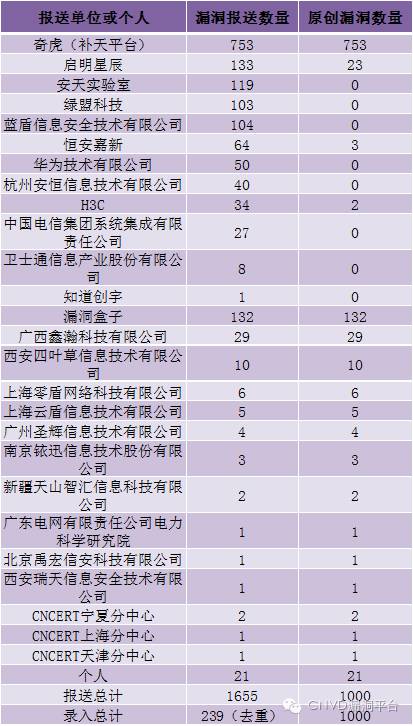 报送单位或个人 漏洞报送数量 原创漏洞数量
奇虎（补天平台） 753 753
启明星辰 133 23
安天实验室 119 0
绿盟科技 103 0
蓝盾信息安全技术有限公司 104 0
恒安嘉新 64 3
华为技术有限公司 50 0
杭州安恒信息技术有限公司 40 0
H3C 34 2
中国电信集团系统集成有限
责任公司 27 0
卫士通信息产业股份有限公
司 8 0
知道创宇 1 0
漏洞盒子 132 132
广西鑫瀚科技有限公司 29 29
西安四叶草信息技术有限公
司 10 10
上海零盾网络科技有限公司 6 6
上海云盾信息技术有限公司 5 5
广州圣辉信息技术有限公司 4 4
南京铱迅信息技术股份有限
公司 3 3
新疆天山智汇信息科技有限
公司 2 2
广东电网有限责任公司电力
科学研究院 1 1
北京禹宏信安科技有限公司 1 1
西安瑞天信息安全技术有限
公司 1 1
CNCERT宁夏分中心 2 2
CNCERT上海分中心 1 1
CNCERT天津分中心 1 1
个人 21 21
报送总计 1655 1000
录入总计 239（去重） 1000
CNVD漏洞平台